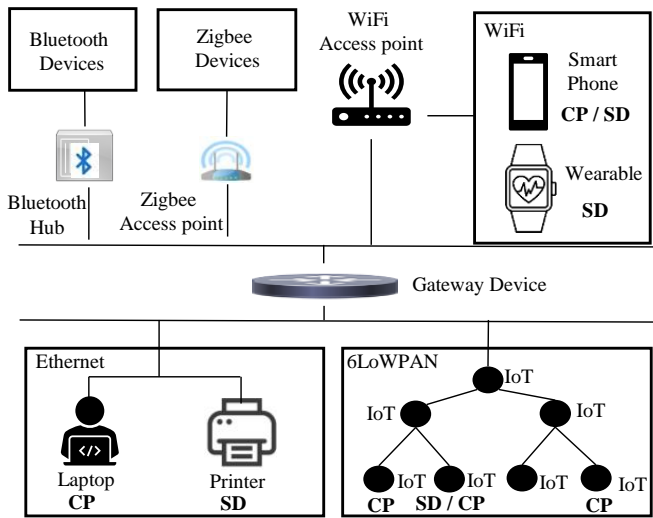 Bluetooth
Devices
Zigbee
Devices
WiFi
Access point
WiFi
Smart
Phone
CP / SD
Wearable
SD
Bluetooth
Hub
Zigbee
Access point
Gateway Device
Ethernet
</>
Laptop
CP
Printer
SD
6LoWPAN
IoT
IoT
IoT
IoT
IoT
IoT
IoT
CP
SD / CP
CP